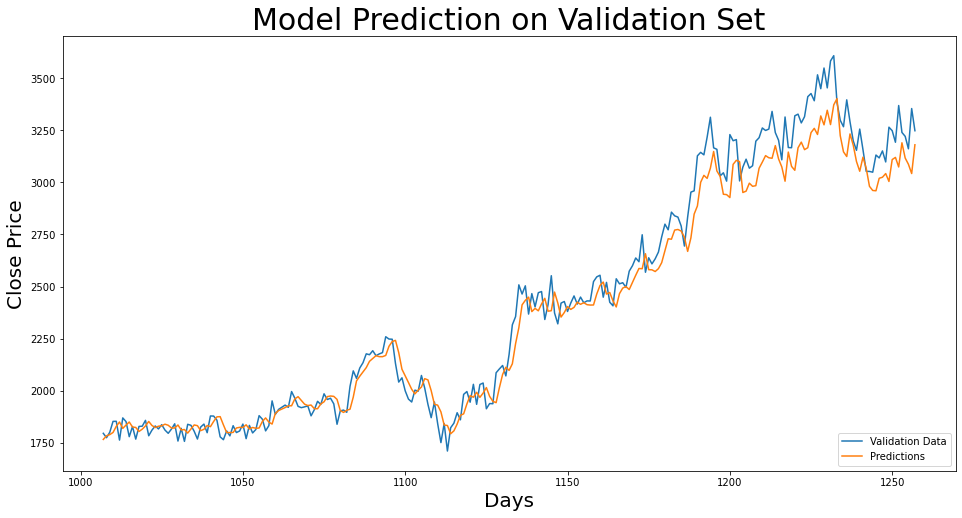 Model Prediction on Validation Set
Close Price
3500
3250
3000
2750
2500
2250
2000
1750
1000
1050
1100
1150
1200
1250
Days
Validation Data
Predictions